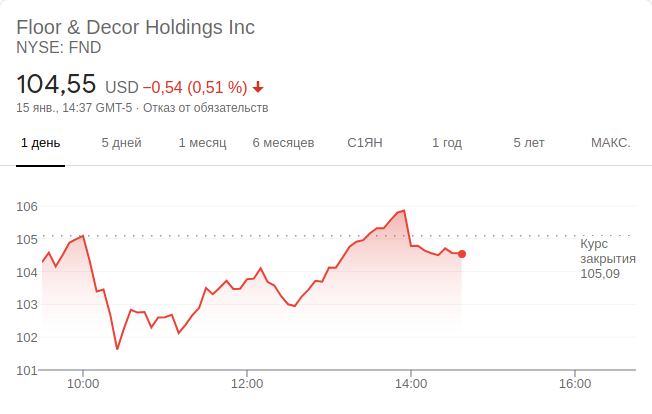 Floor & Decor Holdings Inc
NYSE: FND
104,55 USD −0,54 (0,51 %)
15 янв., 14:37 GMT-5 · Отказ от обязательств
1 день 5 дней 1 месяц 6 месяцев С1ЯН 1 год 5 лет МАКС.
106
105
Курс
закрытия
105,09
104
103
102
101
10:00 12:00 14:00 16:00